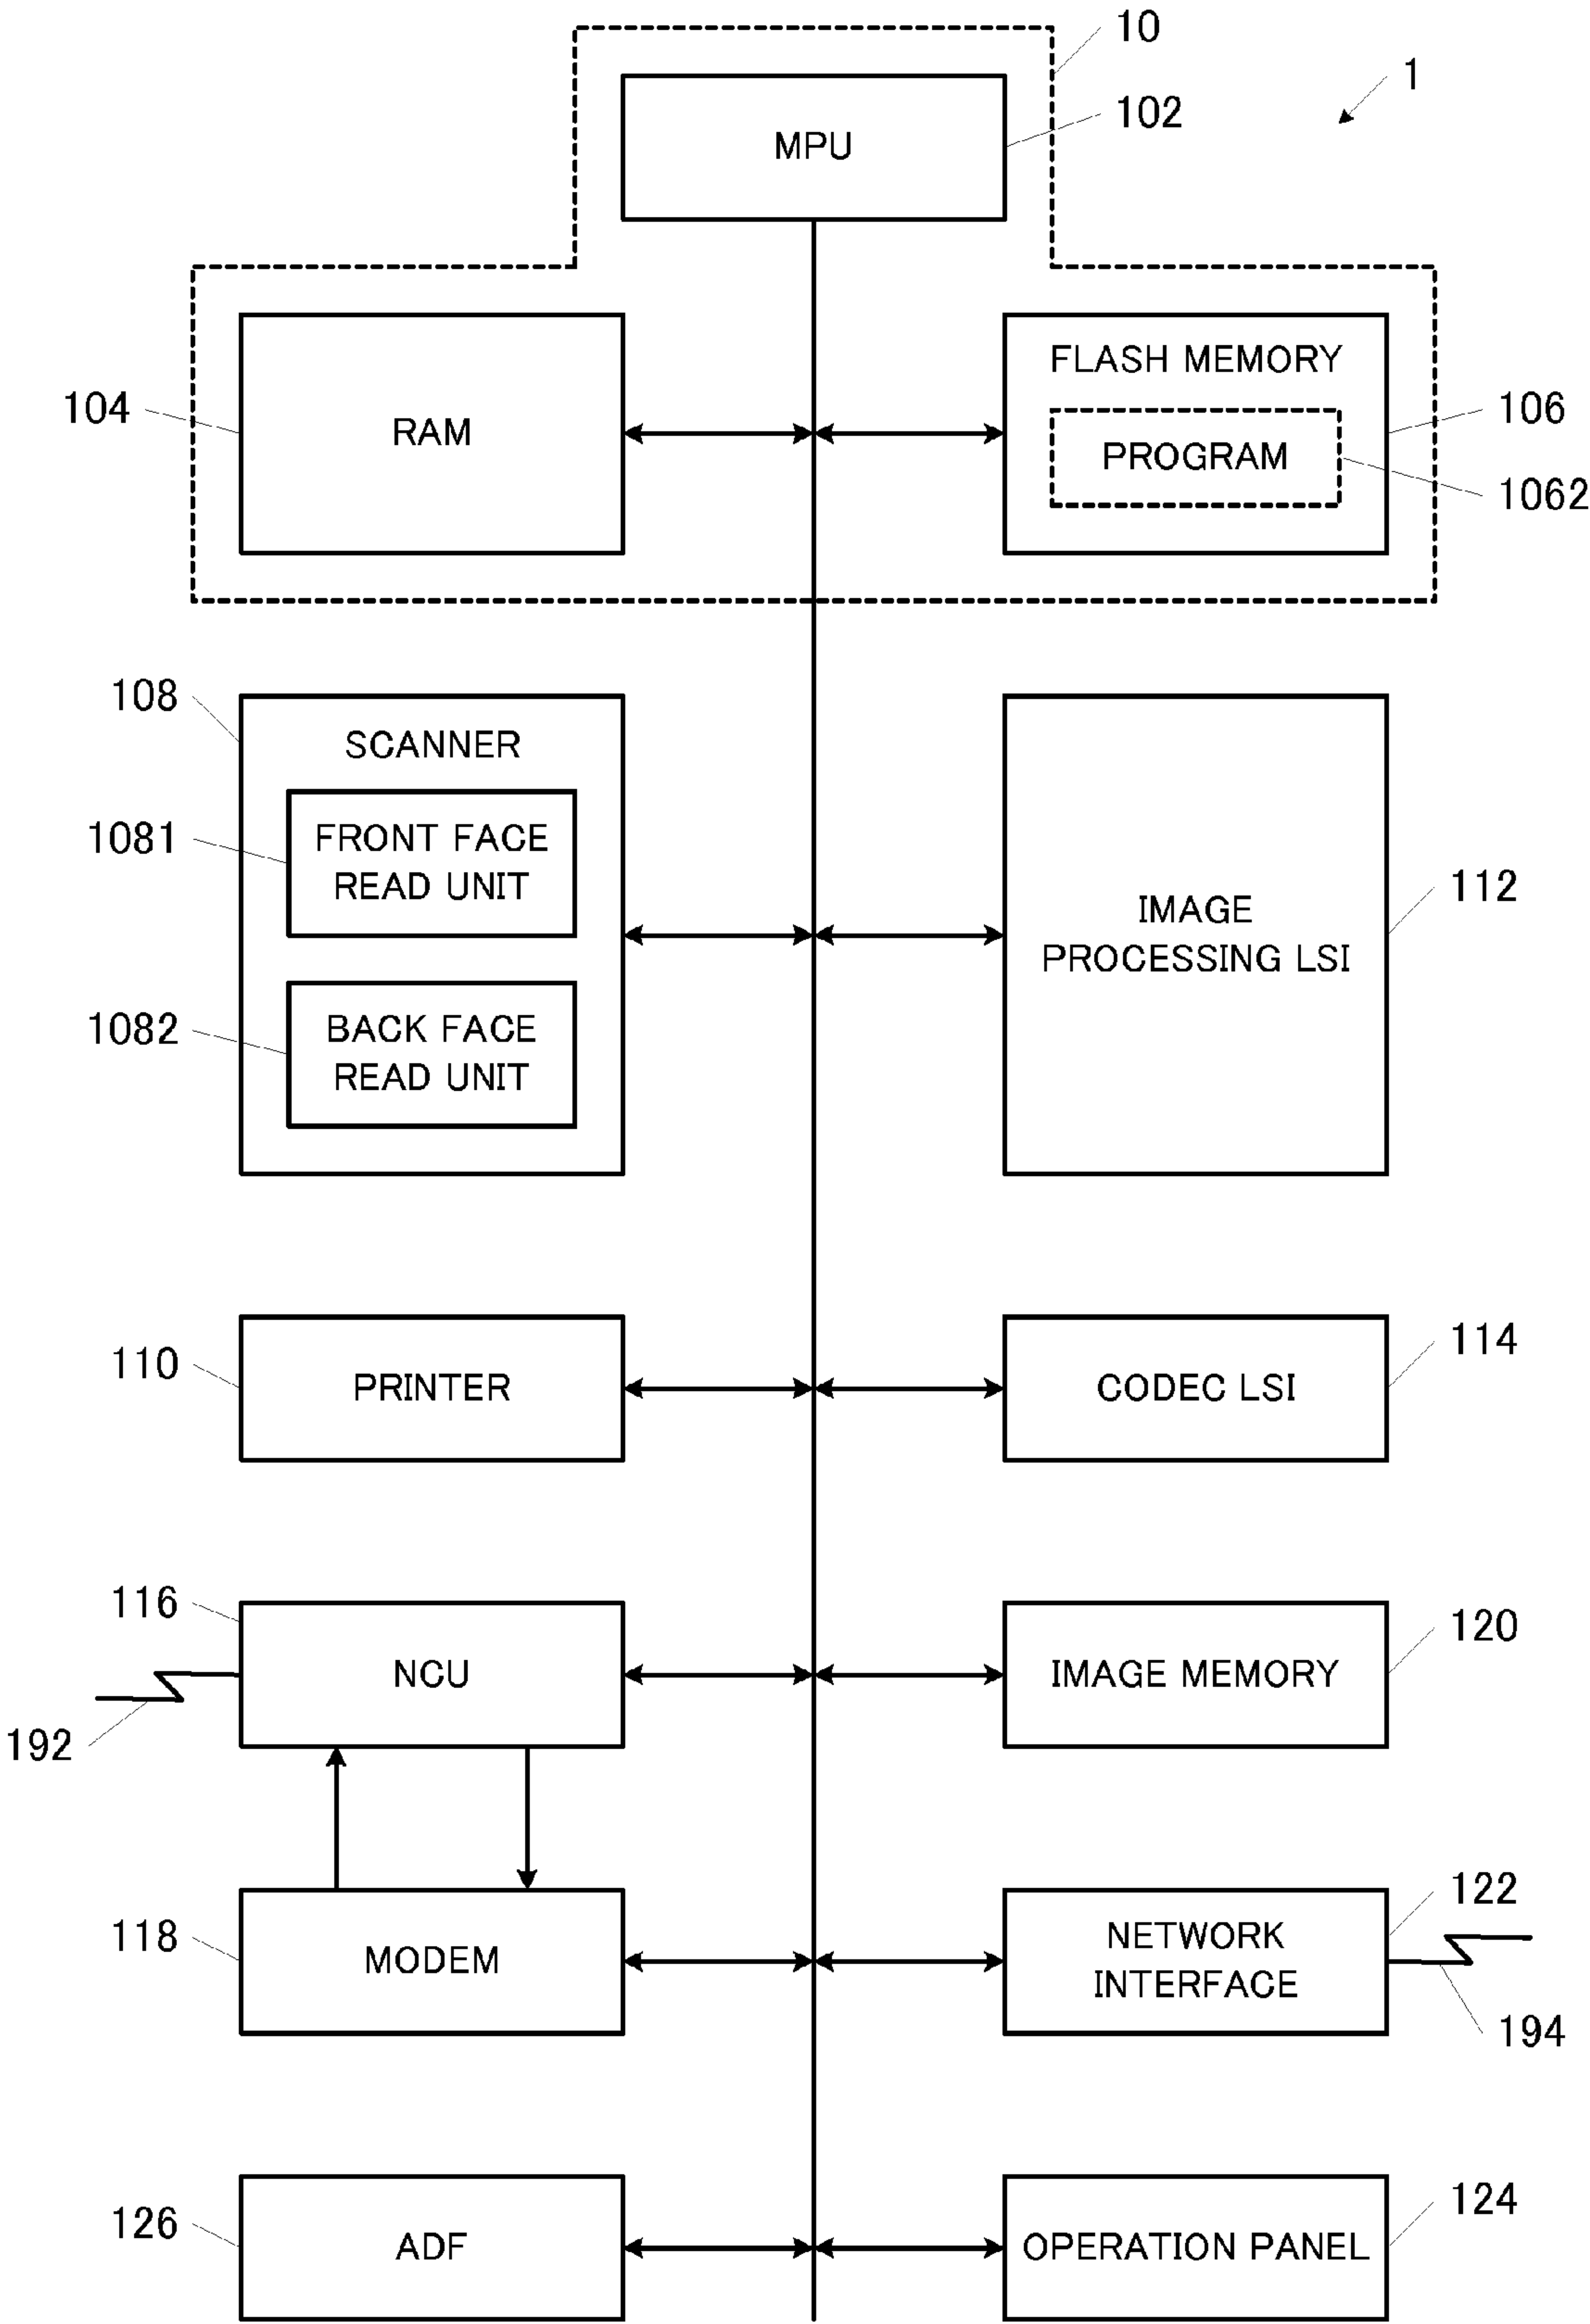 10
1
102
MPU
104
RAM
FLASH MEMORY
PROGRAM
106
1062
108
SCANNER
1081
FRONT FACE
READ UNIT
1082
BACK FACE
READ UNIT
IMAGE
PROCESSING LSI
112
110
PRINTER
CODEC LSI
114
116
NCU
192
IMAGE MEMORY
120
118
MODEM
NETWORK
INTERFACE
122
194
126
ADF
OPERATION PANEL
124